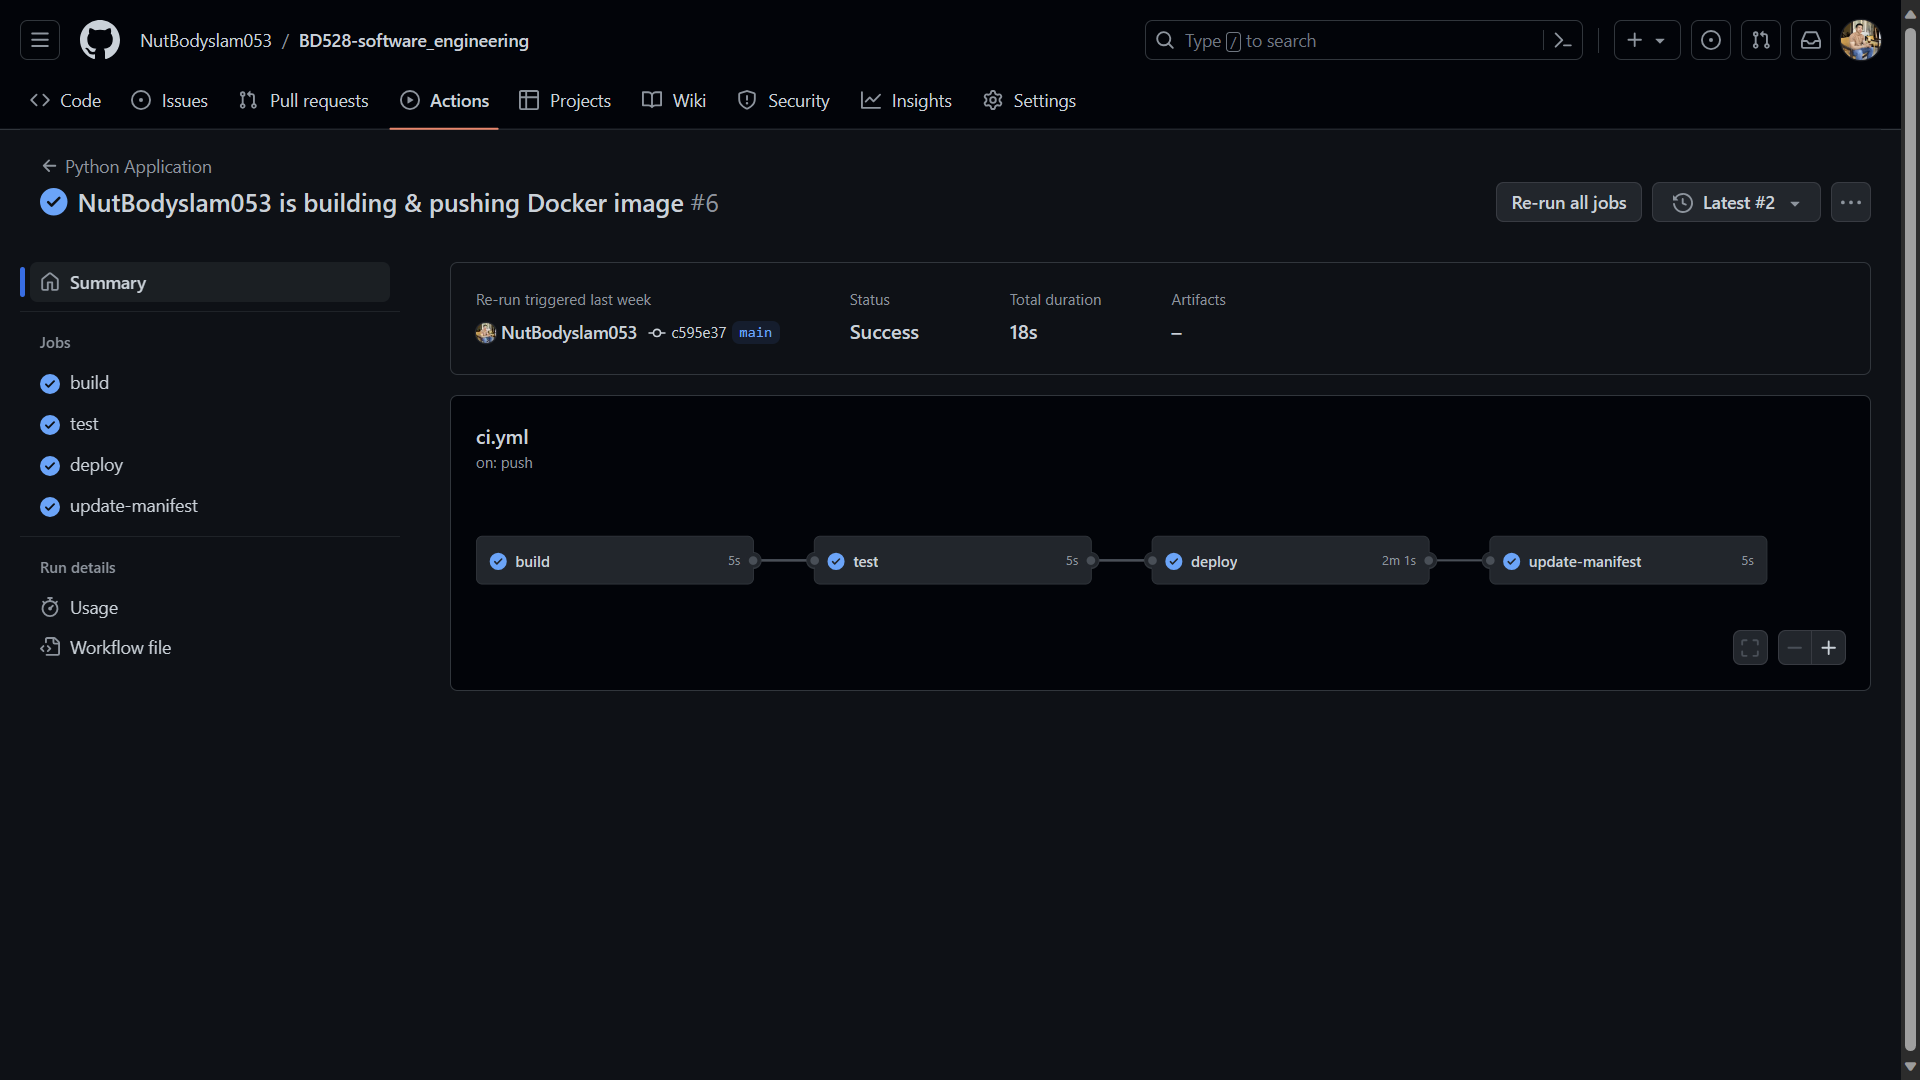 NutBodyslam053 / BD528-software_engineering
Type / to search
Code
Issues
Pull requests
Actions
Projects
Wiki
Security
Insights
Settings
Python Application
NutBodyslam053 is building & pushing Docker image #6
Re-run all jobs
Latest #2
Summary
Jobs
build
test
deploy
update-manifest
Run details
Usage
Workflow file
Re-run triggered last week
NutBodyslam053 c595e37 main
Status
Success
Total duration
18s
Artifacts
–
ci.yml
on: push
build 5s
test 5s
deploy 2m 1s
update-manifest 5s